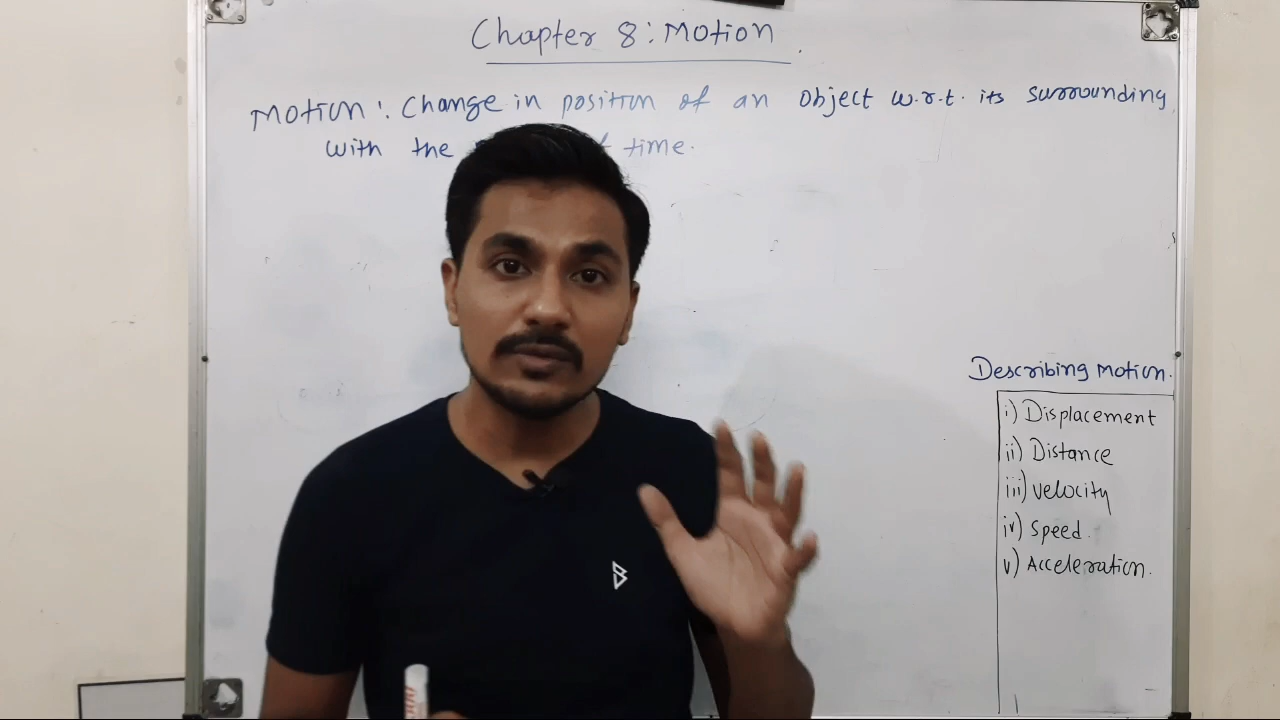 Chapter 8: Motion
Motion: Change in position of an object w.r.t. its surrounding
with the time.
Describing Motion.
i) Displacement
ii) Distance
iii) Velocity
iv) Speed.
v) Acceleration.